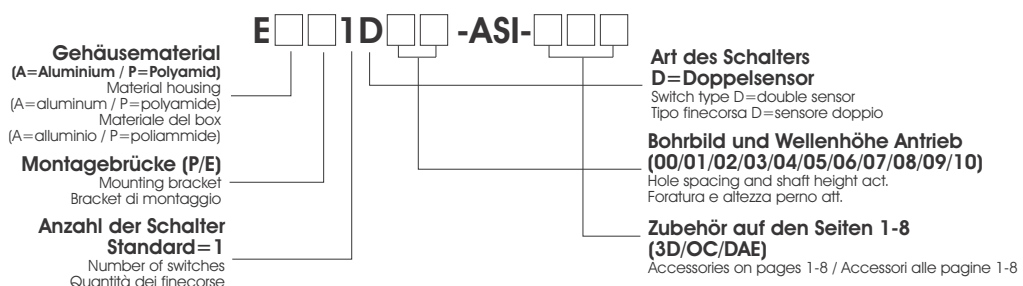 E 1D -ASI-
Gehäusematerial
(A=Aluminium / P=Polyamid)
Material housing
(A=aluminum / P=polyamide)
Materiale del box
(A=alluminio / P=poliammide)
Montagebrücke (P/E)
Mounting bracket
Bracket di montaggio
Anzahl der Schalter
Standard=1
Number of switches
Quantità dei finecorse
Art des Schalters
D=Doppelsensor
Switch type D=double sensor
Tipo finecorsa D=sensore doppio
Bohrbild und Wellenhöhe Antrieb
(00/01/02/03/04/05/06/07/08/09/10)
Hole spacing and shaft height act.
Foratura e altezza perno att.
Zubehör auf den Seiten 1-8
(3D/OC/DAE)
Accessories on pages 1-8 / Accessori alle pagine 1-8